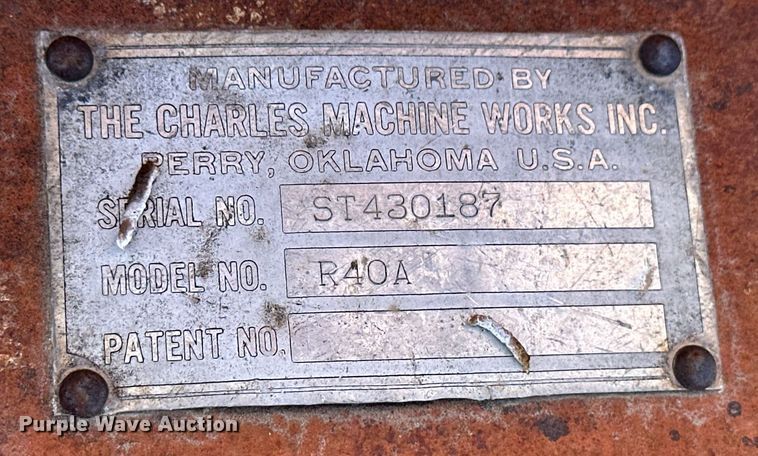 MANUFACTURED BY
THE CHARLES MACHINE WORKS INC.
PERRY, OKLAHOMA U.S.A.
SERIAL NO. ST430187
MODEL NO. R40A
PATENT NO.
Purple Wave Auction